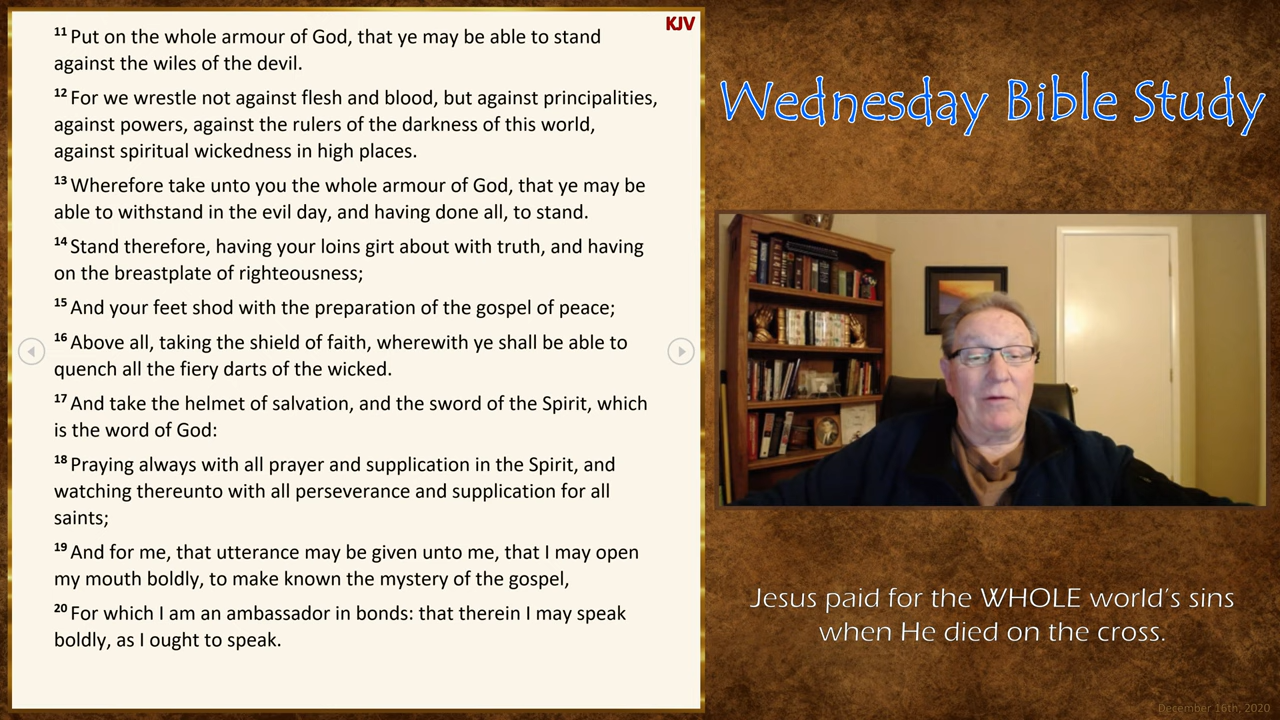 KJV
11 Put on the whole armour of God, that ye may be able to stand
against the wiles of the devil.
12 For we wrestle not against flesh and blood, but against principalities,
against powers, against the rulers of the darkness of this world,
against spiritual wickedness in high places.
13 Wherefore take unto you the whole armour of God, that ye may be
able to withstand in the evil day, and having done all, to stand.
14 Stand therefore, having your loins girt about with truth, and having
on the breastplate of righteousness;
15 And your feet shod with the preparation of the gospel of peace;
16 Above all, taking the shield of faith, wherewith ye shall be able to
quench all the fiery darts of the wicked.
17 And take the helmet of salvation, and the sword of the Spirit, which
is the word of God:
18 Praying always with all prayer and supplication in the Spirit, and
watching thereunto with all perseverance and supplication for all
saints;
19 And for me, that utterance may be given unto me, that I may open
my mouth boldly, to make known the mystery of the gospel,
20 For which I am an ambassador in bonds: that therein I may speak
boldly, as I ought to speak.
Wednesday Bible Study
Jesus paid for the WHOLE world's sins
when He died on the cross.
December 16th, 2020